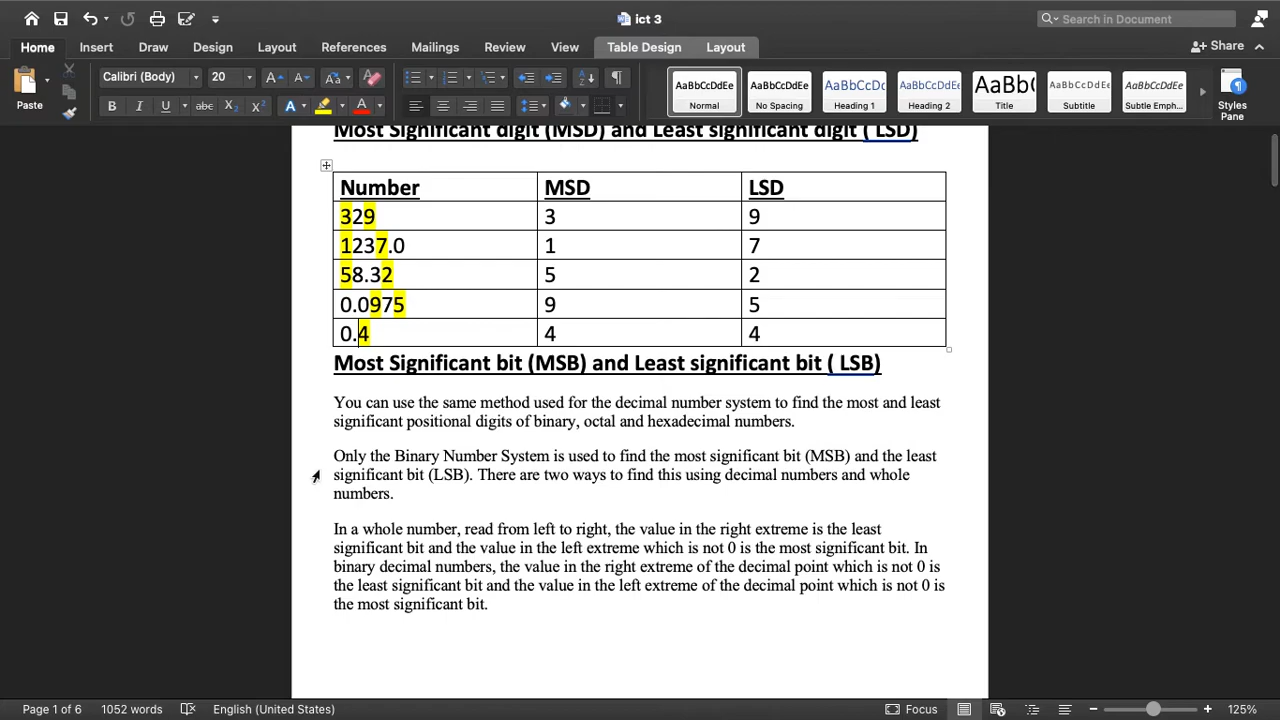 ict 3
Search in Document
Home Insert Draw Design Layout References Mailings Review View Table Design Layout
Share
Paste
Calibri (Body) 20
AaBbCcDdEe
Normal
AaBbCcDdEe
No Spacing
AaBbCcDc
Heading 1
AaBbCcDdEe
Heading 2
AaBb(
Title
AaBbCcDdEe
Subtitle
AaBbCcDdEe
Subtle Emph...
Styles
Pane
Most Significant digit (MSD) and Least significant digit ( LSD)
Number MSD LSD
329 3 9
1237.0 1 7
58.32 5 2
0.0975 9 5
0.4 4 4
Most Significant bit (MSB) and Least significant bit ( LSB)
You can use the same method used for the decimal number system to find the most and least
significant positional digits of binary, octal and hexadecimal numbers.
Only the Binary Number System is used to find the most significant bit (MSB) and the least
significant bit (LSB). There are two ways to find this using decimal numbers and whole
numbers.
In a whole number, read from left to right, the value in the right extreme is the least
significant bit and the value in the left extreme which is not 0 is the most significant bit. In
binary decimal numbers, the value in the right extreme of the decimal point which is not 0 is
the least significant bit and the value in the left extreme of the decimal point which is not 0 is
the most significant bit.
Page 1 of 6 1052 words English (United States) Focus 125%